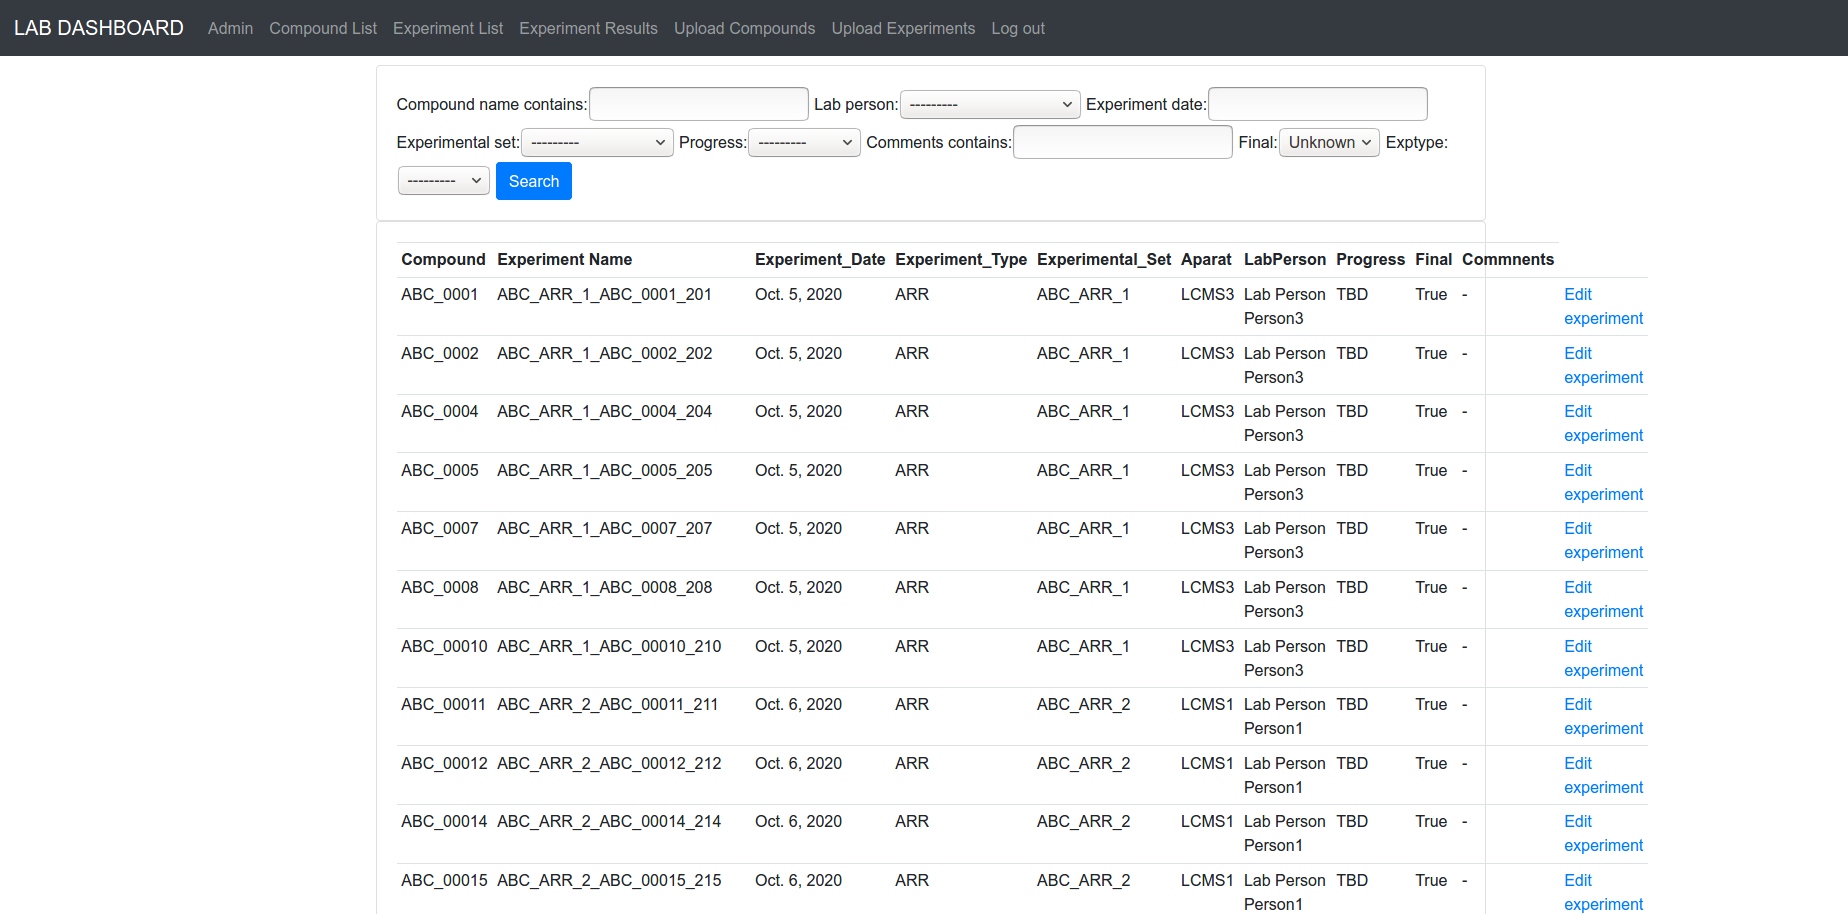 LAB DASHBOARD Admin Compound List Experiment List Experiment Results Upload Compounds Upload Experiments Log out
Compound name contains: Lab person: --------- Experiment date:
Experimental set: --------- Progress: --------- Comments contains: Final: Unknown Exptype:
--------- Search
Compound Experiment Name Experiment_Date Experiment_Type Experimental_Set Aparat LabPerson Progress Final Commnents
ABC_0001 ABC_ARR_1_ABC_0001_201 Oct. 5, 2020 ARR ABC_ARR_1 LCMS3 Lab Person TBD True - Edit
Person3 experiment
ABC_0002 ABC_ARR_1_ABC_0002_202 Oct. 5, 2020 ARR ABC_ARR_1 LCMS3 Lab Person TBD True - Edit
Person3 experiment
ABC_0004 ABC_ARR_1_ABC_0004_204 Oct. 5, 2020 ARR ABC_ARR_1 LCMS3 Lab Person TBD True - Edit
Person3 experiment
ABC_0005 ABC_ARR_1_ABC_0005_205 Oct. 5, 2020 ARR ABC_ARR_1 LCMS3 Lab Person TBD True - Edit
Person3 experiment
ABC_0007 ABC_ARR_1_ABC_0007_207 Oct. 5, 2020 ARR ABC_ARR_1 LCMS3 Lab Person TBD True - Edit
Person3 experiment
ABC_0008 ABC_ARR_1_ABC_0008_208 Oct. 5, 2020 ARR ABC_ARR_1 LCMS3 Lab Person TBD True - Edit
Person3 experiment
ABC_00010 ABC_ARR_1_ABC_00010_210 Oct. 5, 2020 ARR ABC_ARR_1 LCMS3 Lab Person TBD True - Edit
Person3 experiment
ABC_00011 ABC_ARR_2_ABC_00011_211 Oct. 6, 2020 ARR ABC_ARR_2 LCMS1 Lab Person TBD True - Edit
Person1 experiment
ABC_00012 ABC_ARR_2_ABC_00012_212 Oct. 6, 2020 ARR ABC_ARR_2 LCMS1 Lab Person TBD True - Edit
Person1 experiment
ABC_00014 ABC_ARR_2_ABC_00014_214 Oct. 6, 2020 ARR ABC_ARR_2 LCMS1 Lab Person TBD True - Edit
Person1 experiment
ABC_00015 ABC_ARR_2_ABC_00015_215 Oct. 6, 2020 ARR ABC_ARR_2 LCMS1 Lab Person TBD True - Edit
Person1 experiment